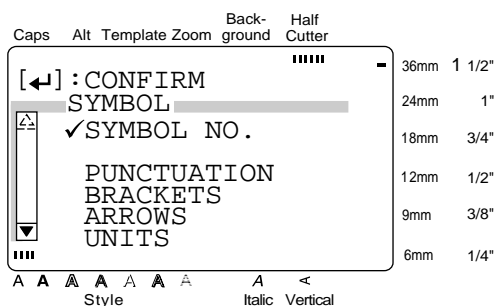 Back-
ground
Half
Cutter
Caps Alt Template Zoom
[↵]:CONFIRM
SYMBOL
✓SYMBOL NO.
PUNCTUATION
BRACKETS
ARROWS
UNITS
36mm 1 1/2"
24mm 1"
18mm 3/4"
12mm 1/2"
9mm 3/8"
6mm 1/4"
A A A A A A A A A
Style Italic Vertical